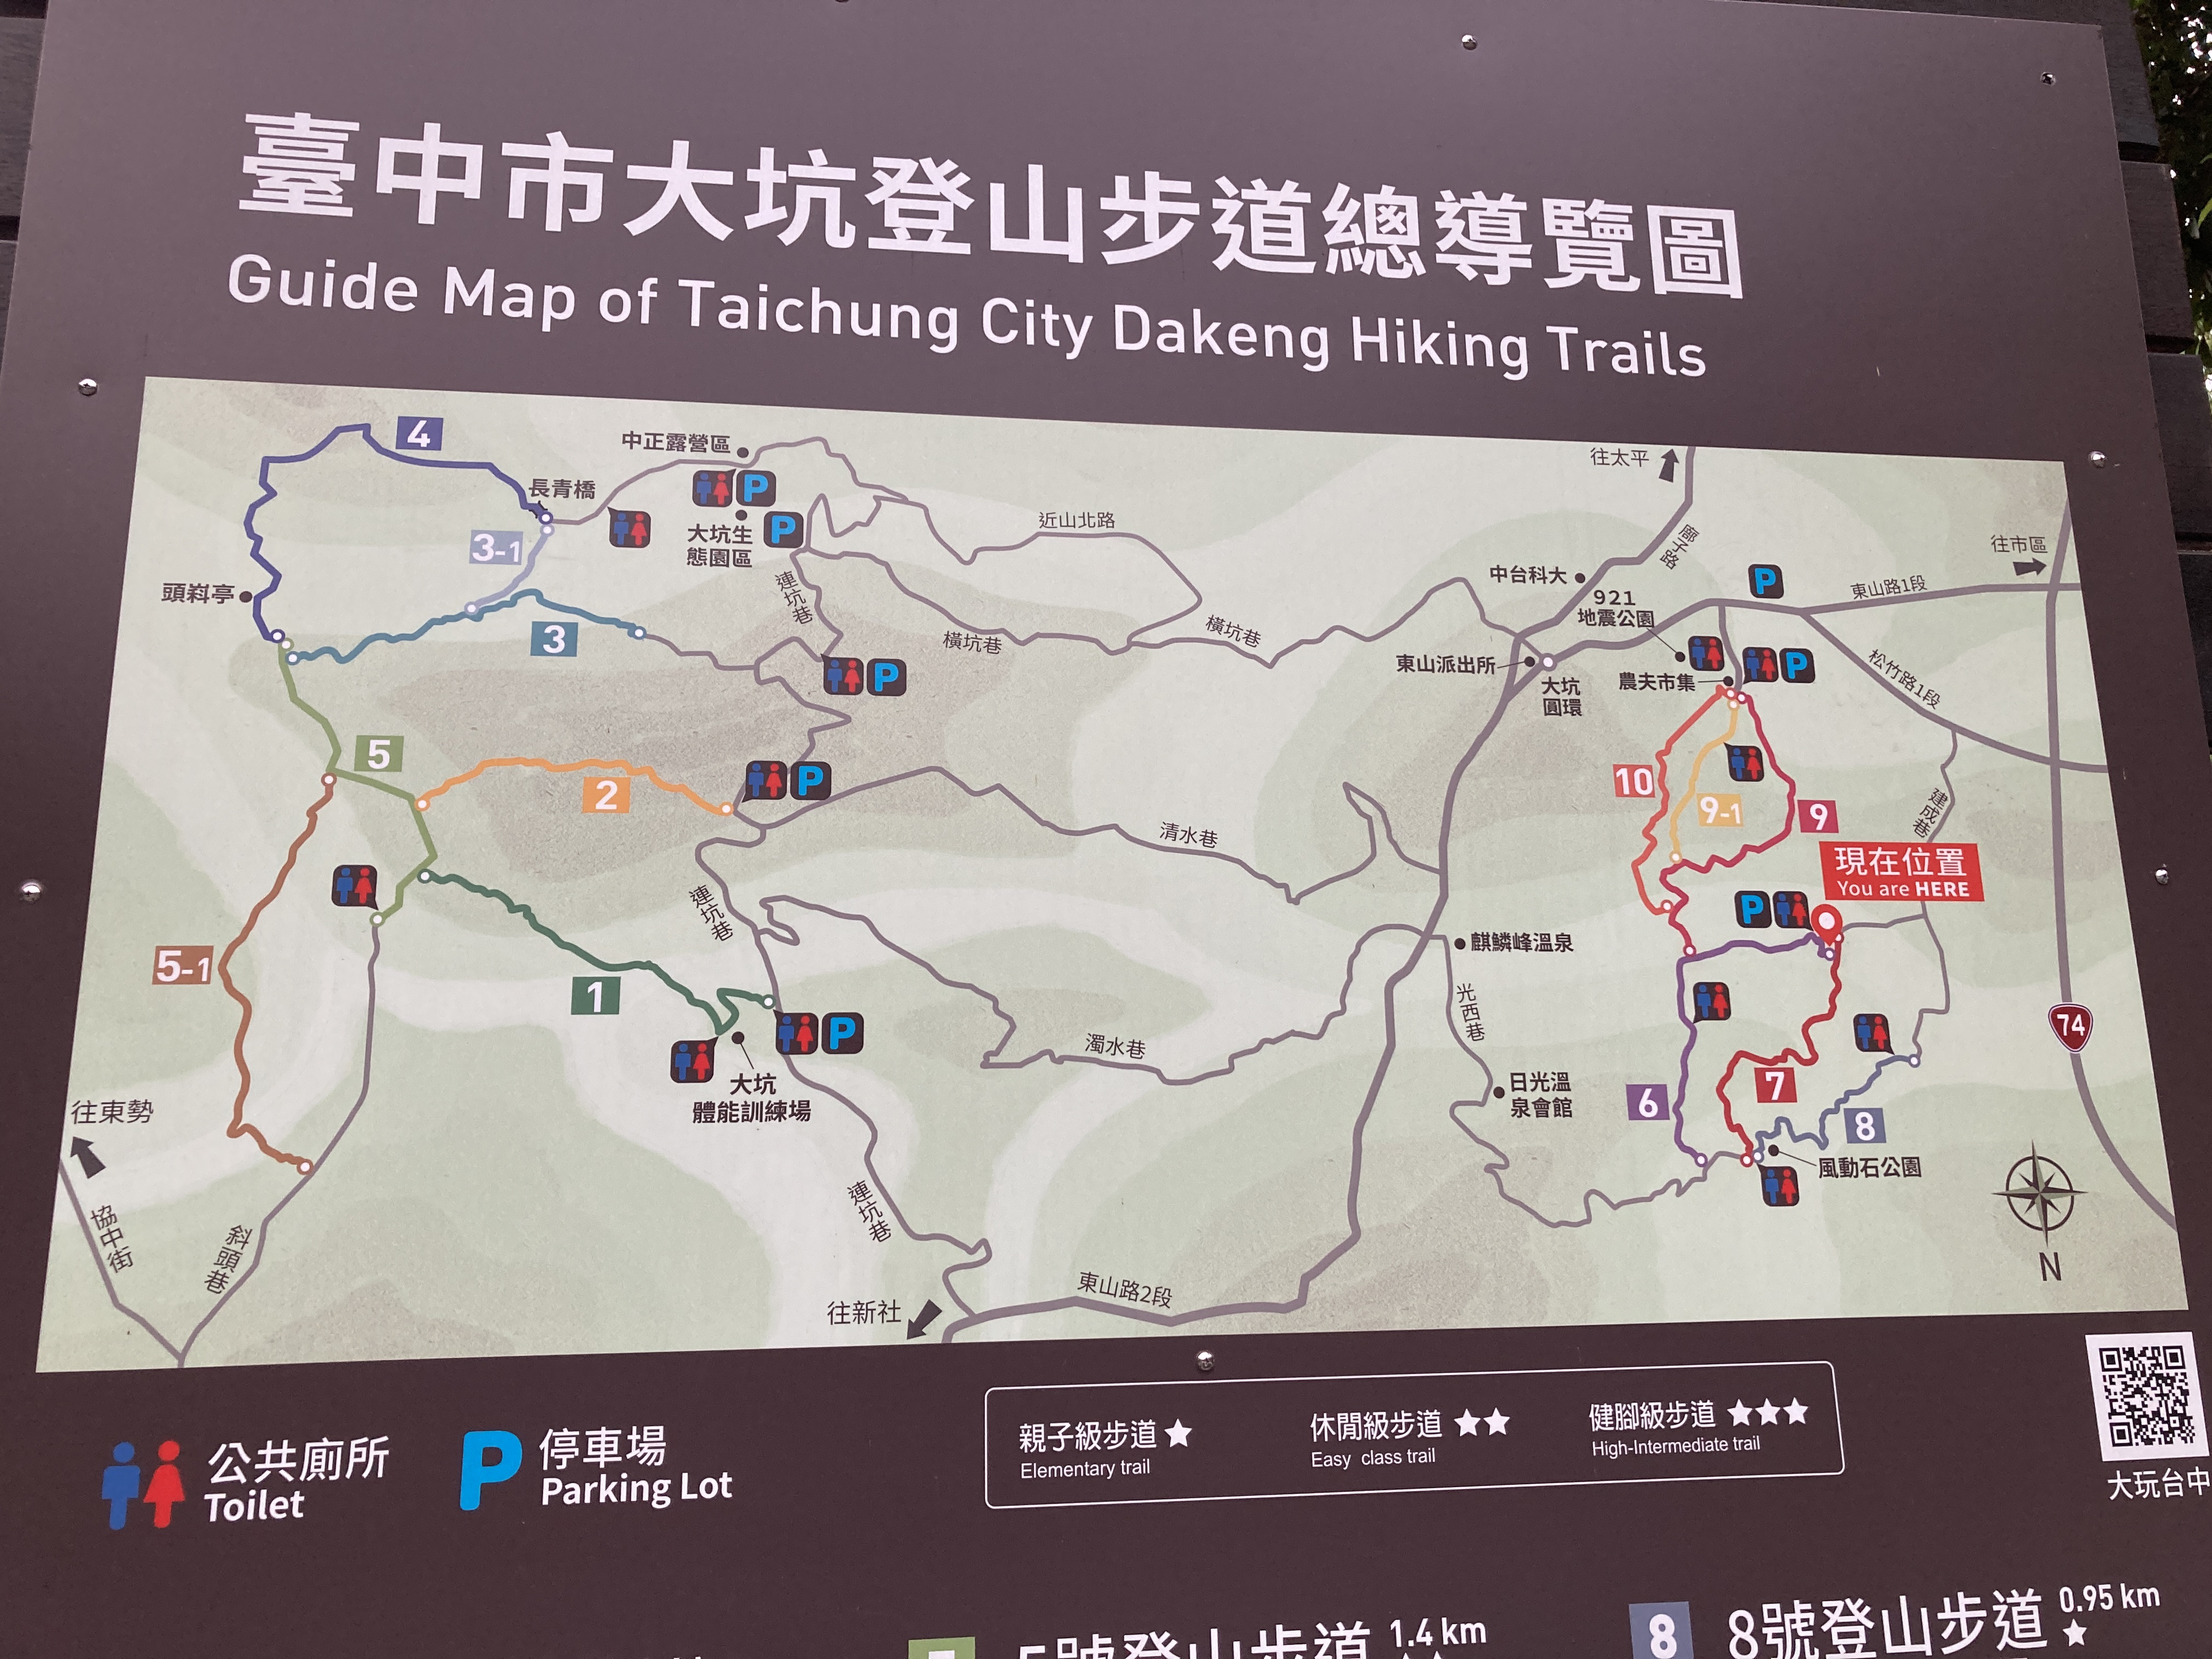 臺中市大坑登山步道總導覽圖
Guide Map of Taichung City Dakeng Hiking Trails
4
中正露營區
往太平
長青橋
3-1
P
大坑生
態園區
P
近山北路
廍子路
往市區
頭嵙亭
3
連坑巷
橫坑巷
橫坑巷
中台科大
921
地震公園
P
東山路1段
東山派出所
大坑
圓環
農夫市集
P
松竹路1段
P
5
2
P
清水巷
10
9-1
9
建成巷
現在位置
You are HERE
P
連坑巷
5-1
1
麒麟峰溫泉
光西巷
P
大坑
體能訓練場
濁水巷
日光溫
泉會館
6
7
8
74
風動石公園
往東勢
協中街
斜頭巷
連坑巷
往新社
東山路2段
N
公共廁所
Toilet
P 停車場
Parking Lot
親子級步道 ★
Elementary trail
休閒級步道 ★★
Easy class trail
健腳級步道 ★★★
High-Intermediate trail
大玩台中
5號登山步道 1.4 km
8 8號登山步道 0.95 km
★